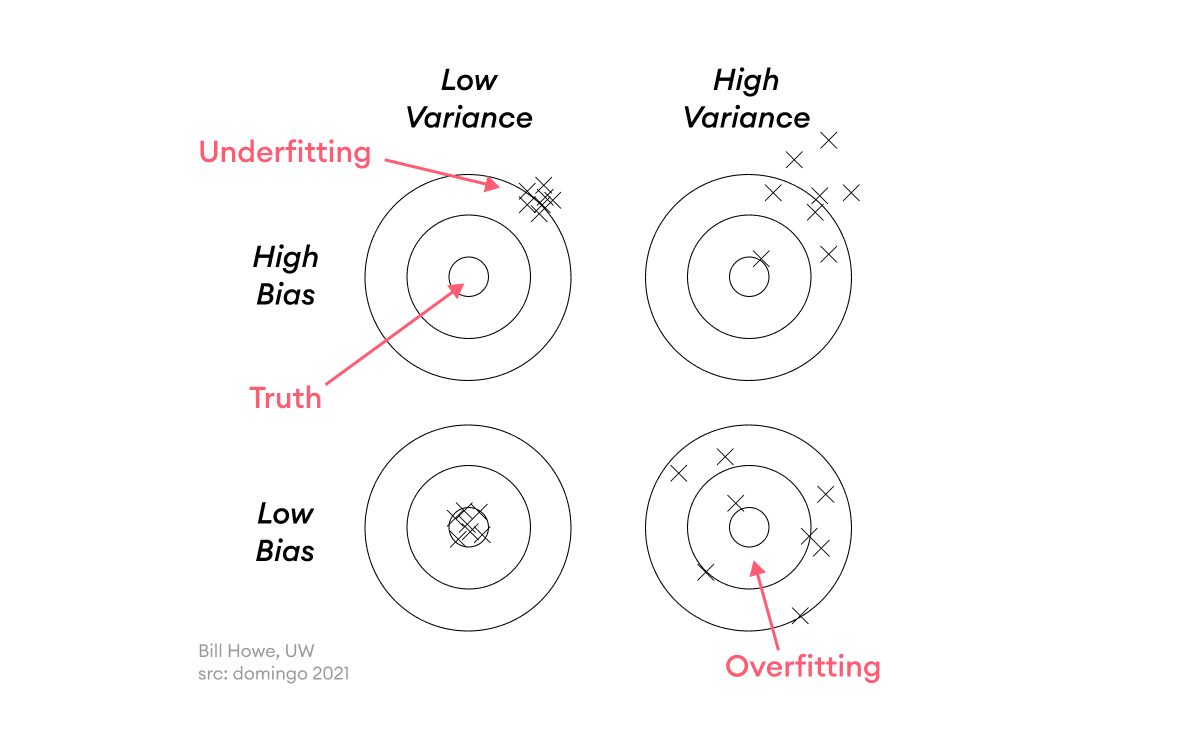 Low
Variance
High
Variance
Underfitting
High
Bias
Truth
Low
Bias
Bill Howe, UW
src: domingo 2021
Overfitting